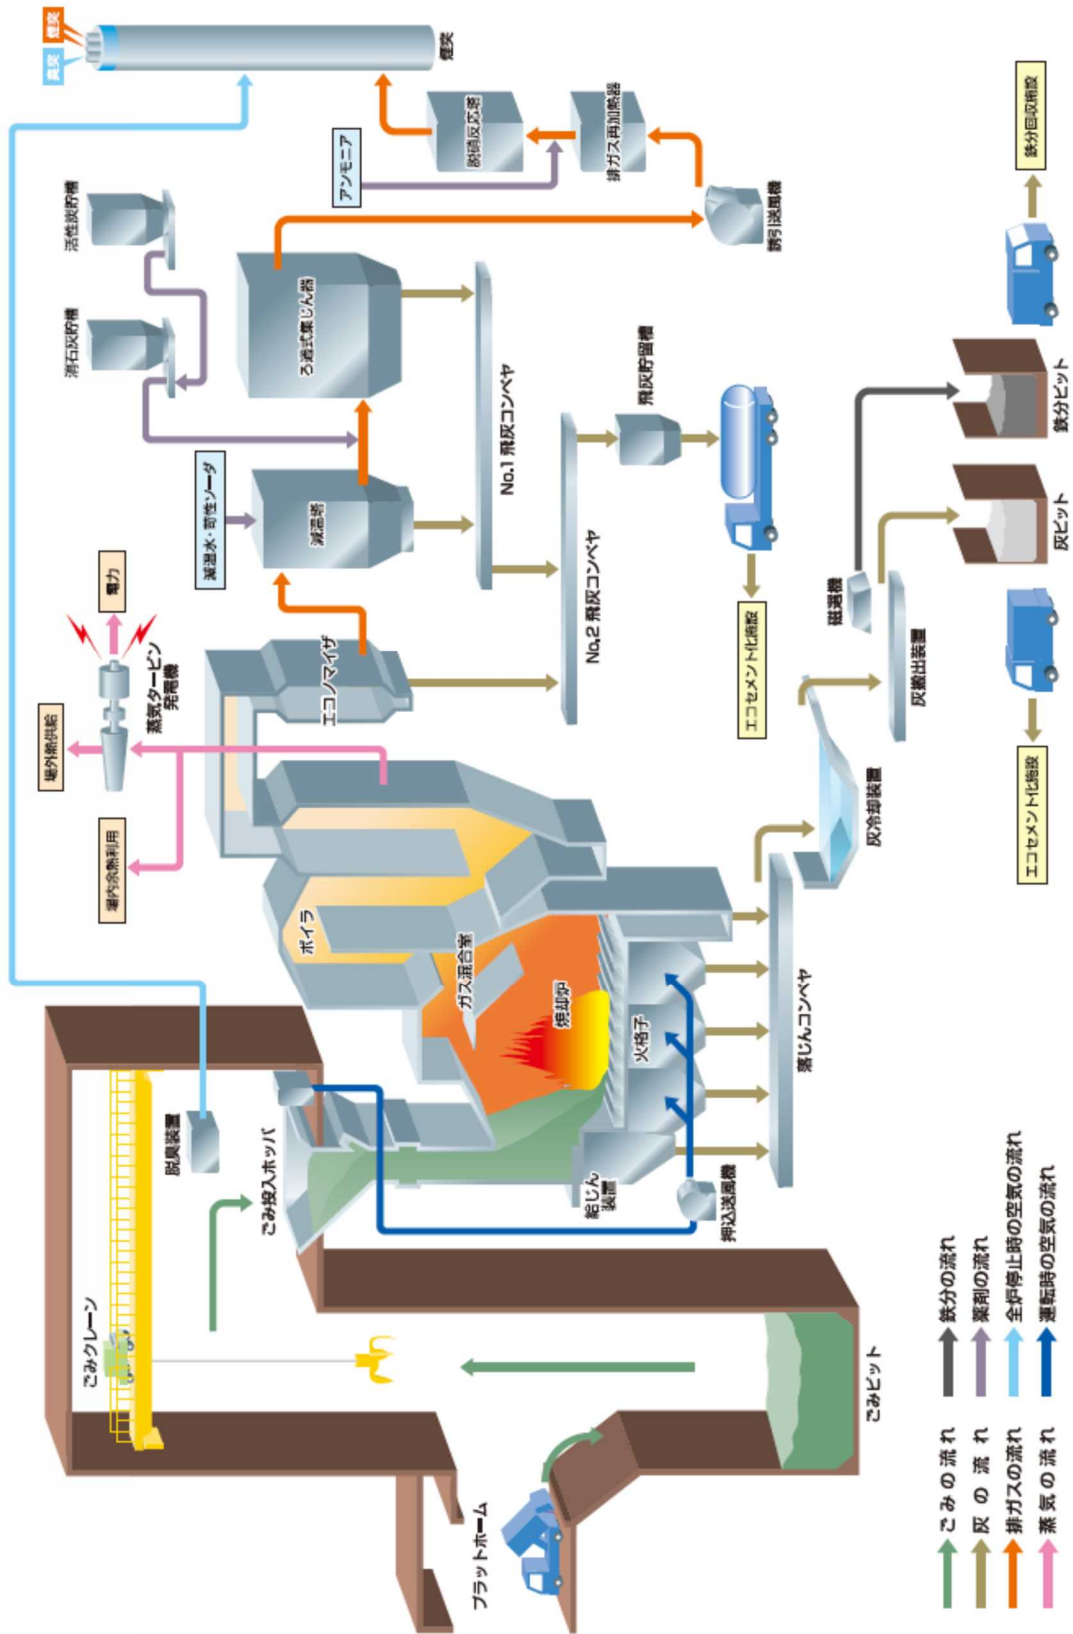 臭突
煙突
煙突
活性炭貯槽
消石灰貯槽
アンモニア
脱硝反応塔
排ガス再加熱器
誘引送風機
ろ過式集じん器
減温水・苛性ソーダ
減温塔
電力
蒸気タービン
発電機
場外熱供給
場内余熱利用
エコノマイザ
ボイラ
ガス混合室
焼却炉
火格子
給じん
装置
押込送風機
脱臭装置
ごみ投入ホッパ
ごみクレーン
プラットホーム
ごみピット
落じんコンベヤ
灰冷却装置
灰搬出装置
磁選機
No.1 飛灰コンベヤ
No.2 飛灰コンベヤ
飛灰貯留槽
エコセメント化施設
灰ピット
鉄分ピット
エコセメント化施設
鉄分回収施設
ごみの流れ
灰の流れ
排ガスの流れ
蒸気の流れ
鉄分の流れ
薬剤の流れ
全炉停止時の空気の流れ
運転時の空気の流れ